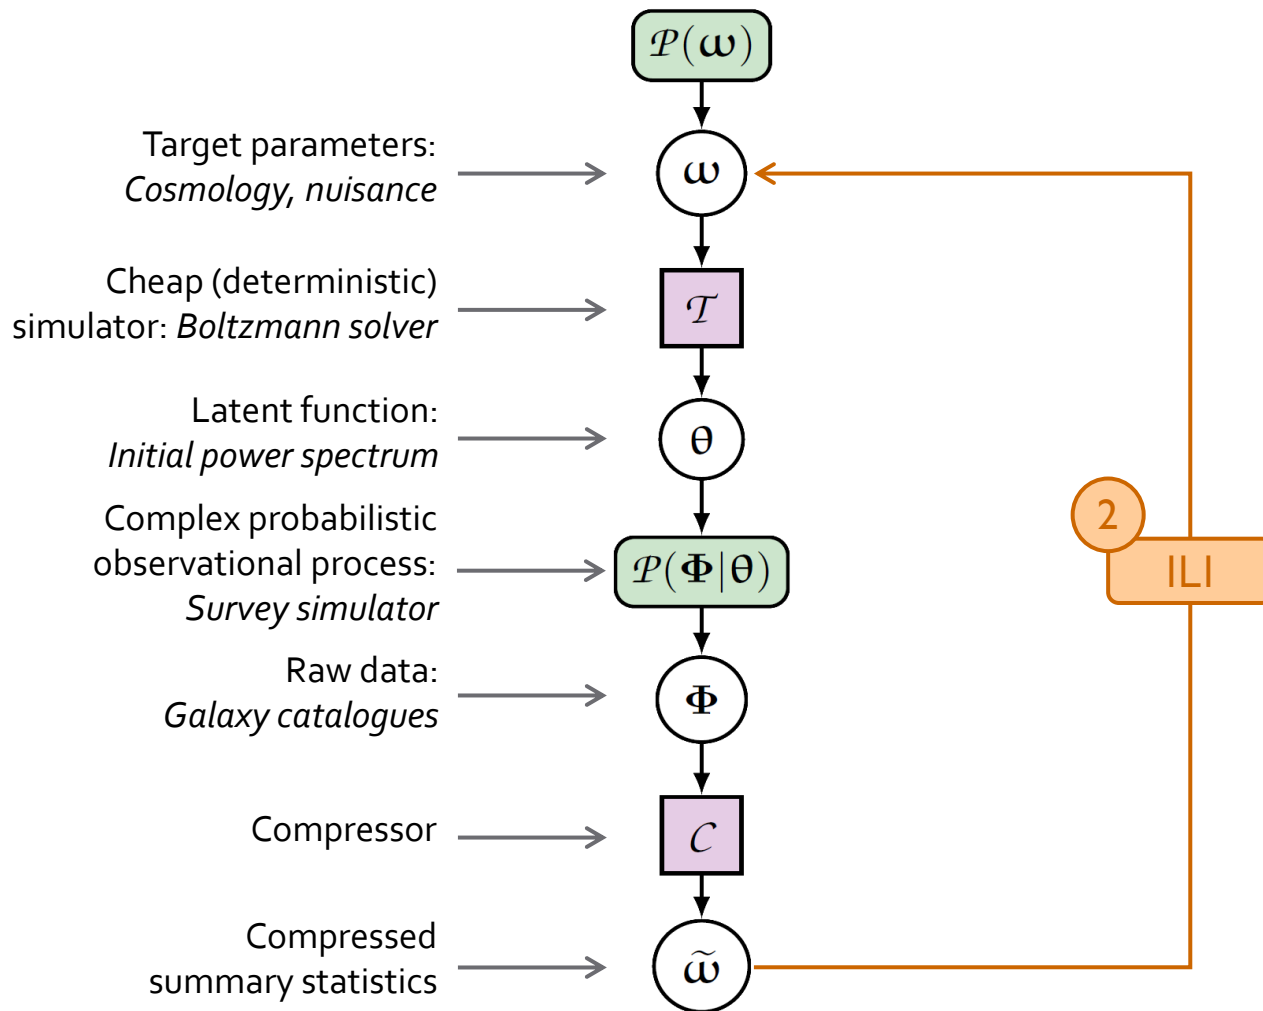 𝒫(ω)
Target parameters:
Cosmology, nuisance
ω
Cheap (deterministic)
simulator: Boltzmann solver
𝒯
Latent function:
Initial power spectrum
θ
Complex probabilistic
observational process:
Survey simulator
𝒫(Φ|θ)
2
ILI
Raw data:
Galaxy catalogues
Φ
Compressor
𝒞
Compressed
summary statistics
ω̃